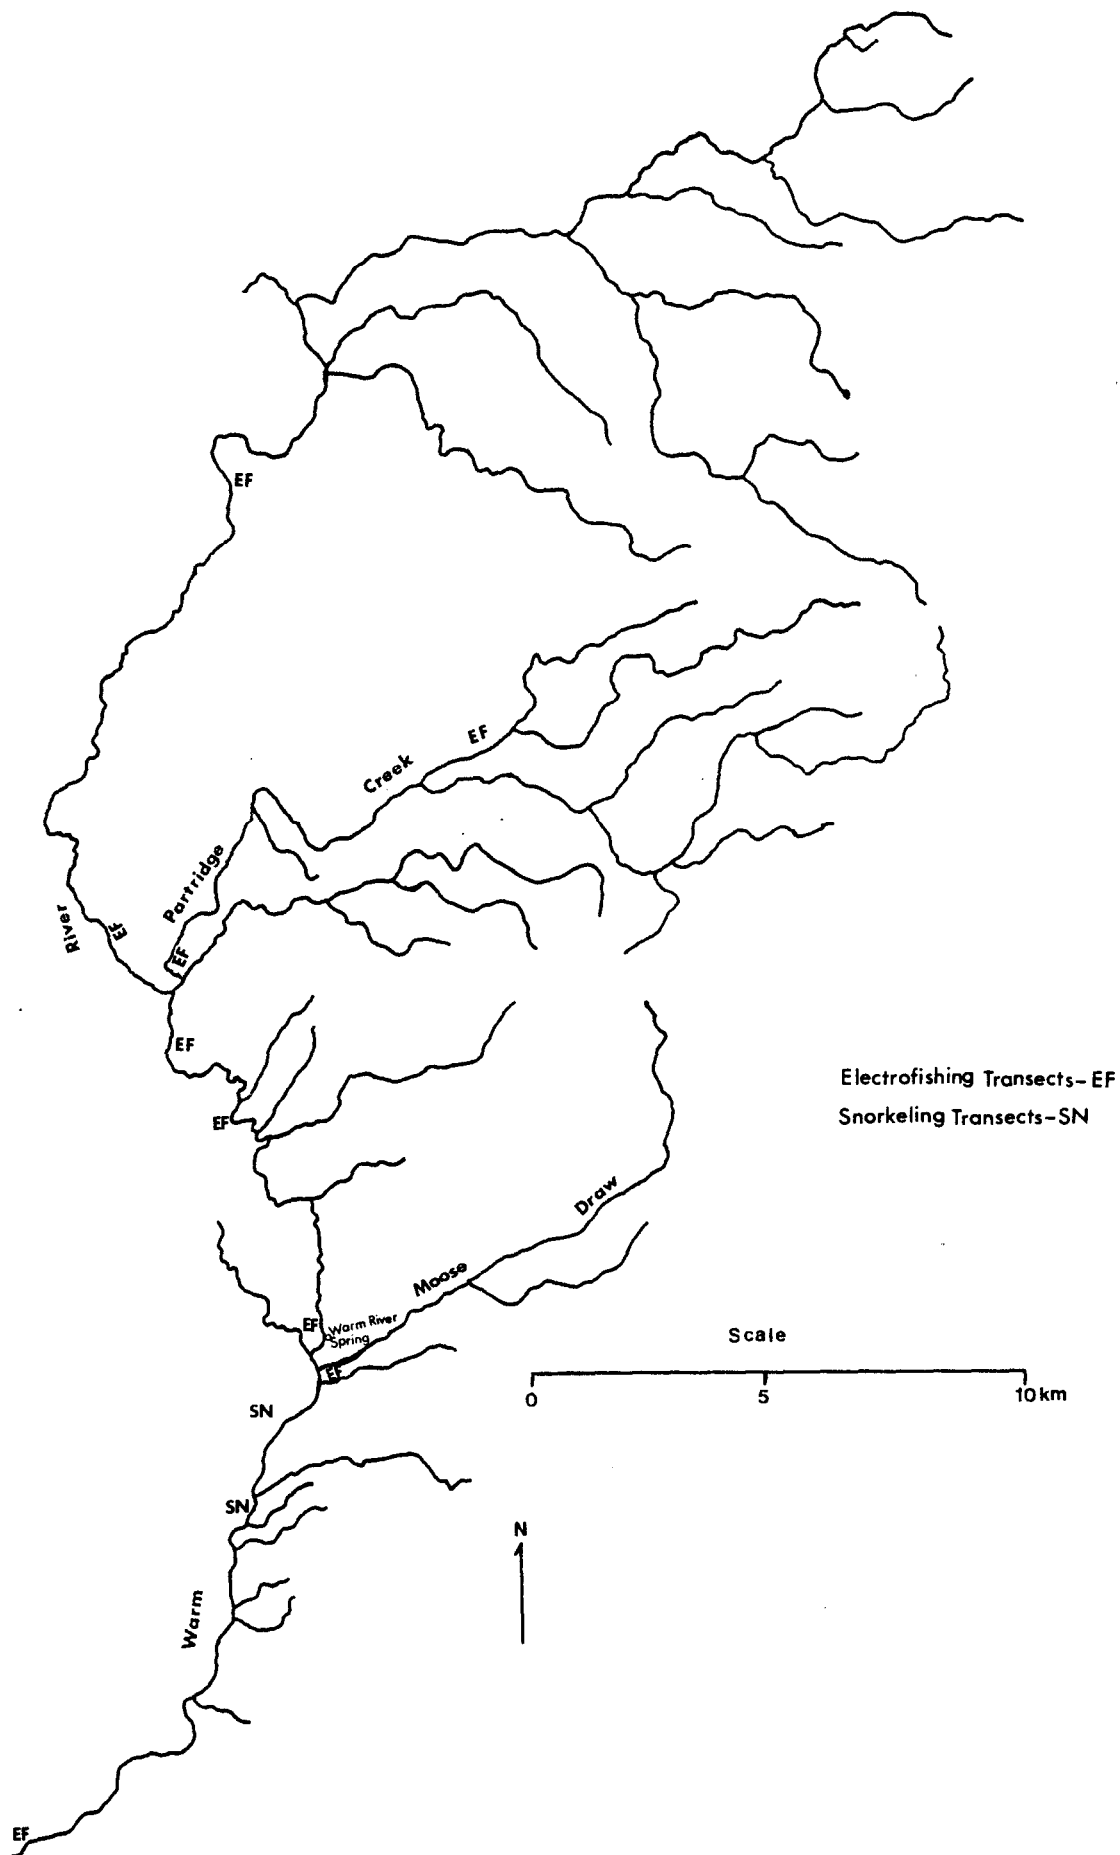 EF
EF
Creek
Partridge
River
EF
EF
EF
Electrofishing Transects-EF
Snorkeling Transects-SN
EF
Draw
Moose
EF
Warm River
Spring
Scale
EF
0 5 10 km
SN
SN
N
Warm
EF